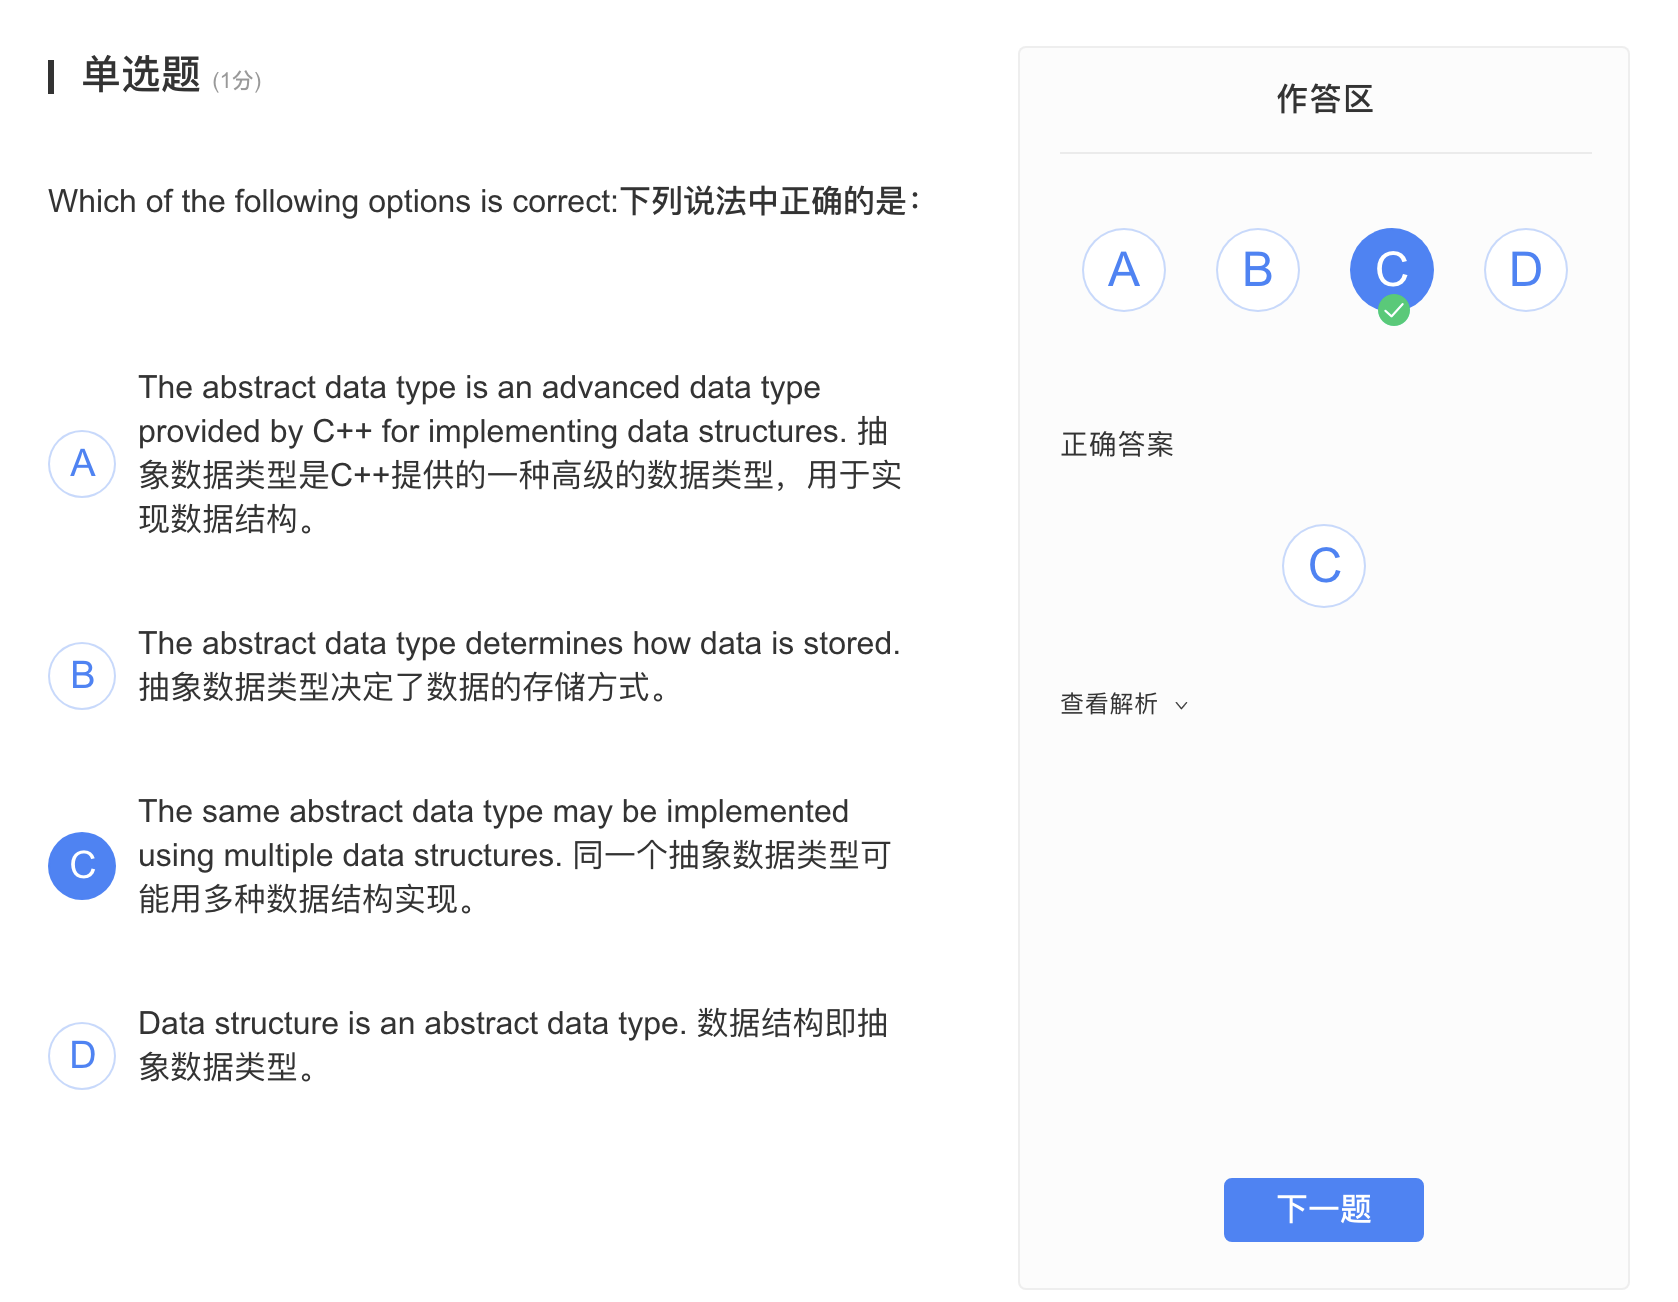 单选题 (1分)
Which of the following options is correct:下列说法中正确的是：
A
The abstract data type is an advanced data type
provided by C++ for implementing data structures. 抽
象数据类型是C++提供的一种高级的数据类型，用于实
现数据结构。
B
The abstract data type determines how data is stored.
抽象数据类型决定了数据的存储方式。
C
The same abstract data type may be implemented
using multiple data structures. 同一个抽象数据类型可
能用多种数据结构实现。
D
Data structure is an abstract data type. 数据结构即抽
象数据类型。
作答区
A B C D
正确答案
C
查看解析
下一题